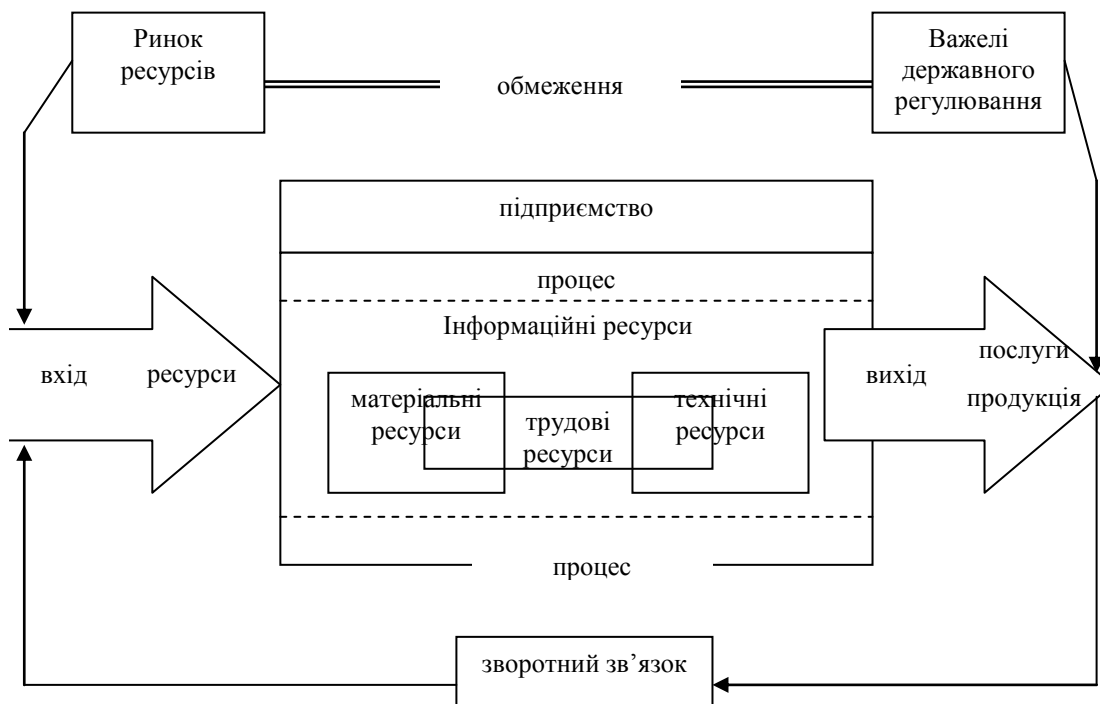 Ринок
ресурсів
обмеження
Важелі
державного
регулювання
підприємство
процес
Інформаційні ресурси
вхід
ресурси
матеріальні
ресурси
трудові
ресурси
технічні
ресурси
вихід
послуги
продукція
процес
зворотний зв’язок